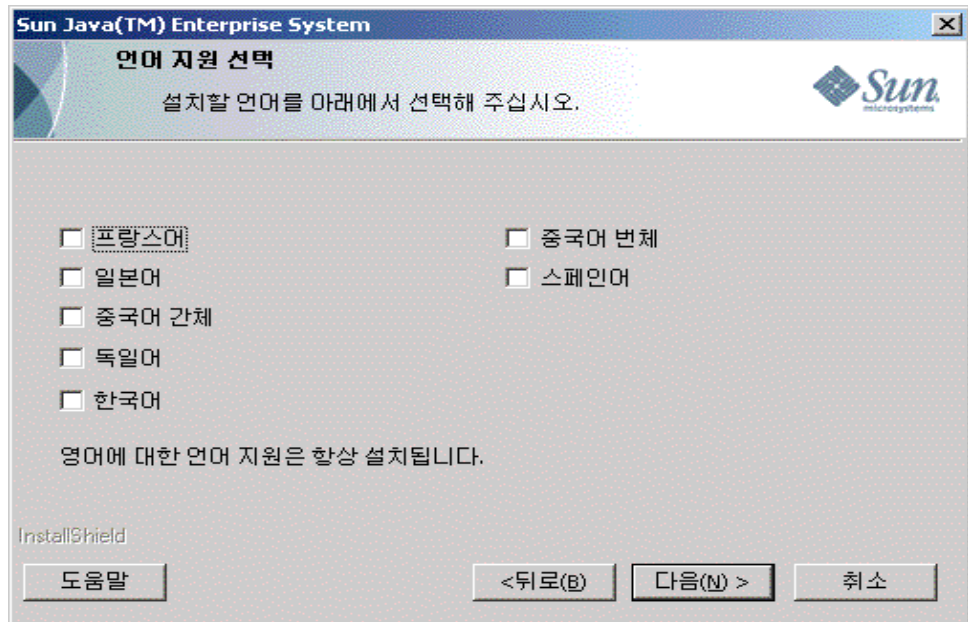 Sun Java(TM) Enterprise System
언어 지원 선택
설치할 언어를 아래에서 선택해 주십시오.
Sun
microsystems
프랑스어
중국어 번체
일본어
스페인어
중국어 간체
독일어
한국어
영어에 대한 언어 지원은 항상 설치됩니다.
InstallShield
도움말
<뒤로(B)
다음(N) >
취소